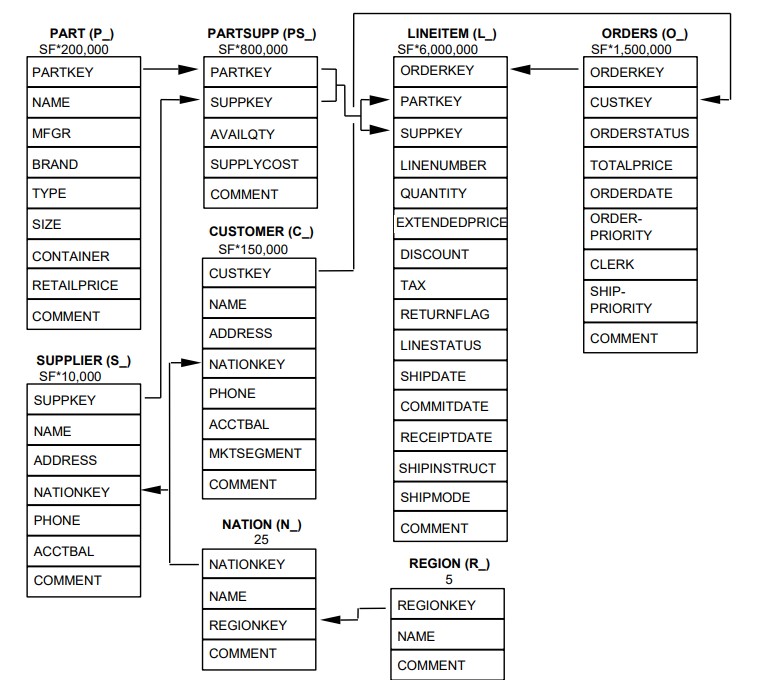 PART (P_)
SF*200,000
PARTKEY
NAME
MFGR
BRAND
TYPE
SIZE
CONTAINER
RETAILPRICE
COMMENT
SUPPLIER (S_)
SF*10,000
SUPPKEY
NAME
ADDRESS
NATIONKEY
PHONE
ACCTBAL
COMMENT
PARTSUPP (PS_)
SF*800,000
PARTKEY
SUPPKEY
AVAILQTY
SUPPLYCOST
COMMENT
CUSTOMER (C_)
SF*150,000
CUSTKEY
NAME
ADDRESS
NATIONKEY
PHONE
ACCTBAL
MKTSEGMENT
COMMENT
NATION (N_)
25
NATIONKEY
NAME
REGIONKEY
COMMENT
LINEITEM (L_)
SF*6,000,000
ORDERKEY
PARTKEY
SUPPKEY
LINENUMBER
QUANTITY
EXTENDEDPRICE
DISCOUNT
TAX
RETURNFLAG
LINESTATUS
SHIPDATE
COMMITDATE
RECEIPTDATE
SHIPINSTRUCT
SHIPMODE
COMMENT
REGION (R_)
5
REGIONKEY
NAME
COMMENT
ORDERS (O_)
SF*1,500,000
ORDERKEY
CUSTKEY
ORDERSTATUS
TOTALPRICE
ORDERDATE
ORDER-
PRIORITY
CLERK
SHIP-
PRIORITY
COMMENT